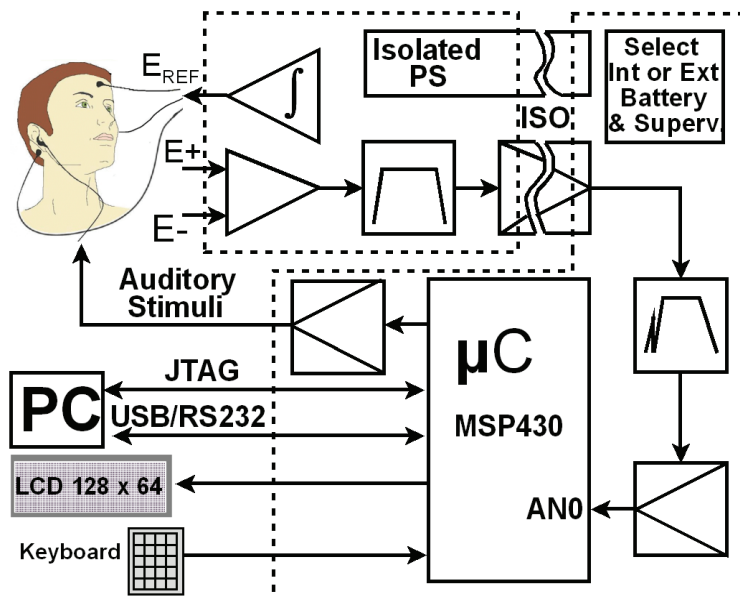 E REF
Isolated
PS
Select
Int or Ext
Battery
& Superv.
ISO
E+
E-
Auditory
Stimuli
µC
MSP430
JTAG
PC
USB/RS232
LCD 128 x 64
AN0
Keyboard